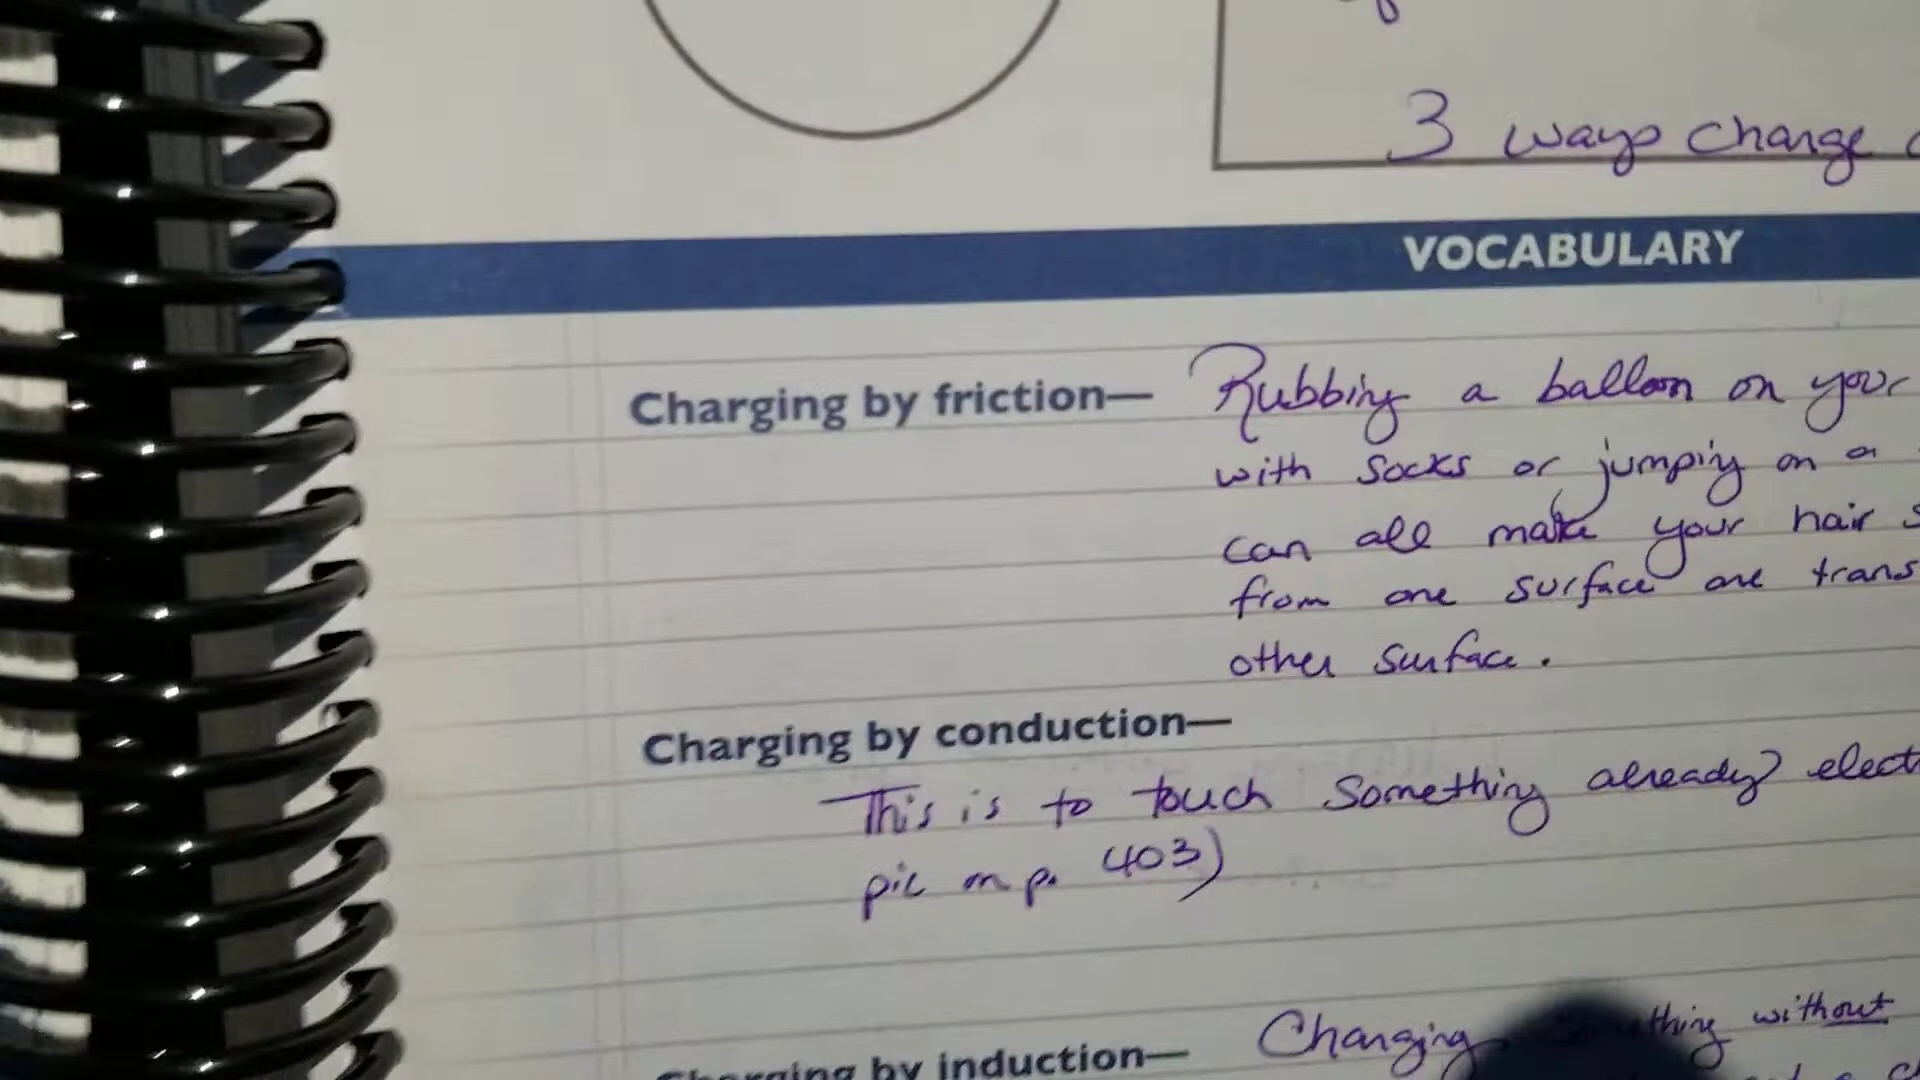 3 ways charge
VOCABULARY
Charging by friction— Rubbing a balloon on your
with socks or jumping on a
can all make your hair s
from one surface are trans
other surface.
Charging by conduction—
This is to touch something already elect
pic on p. 403)
Charging by induction— Charging something without